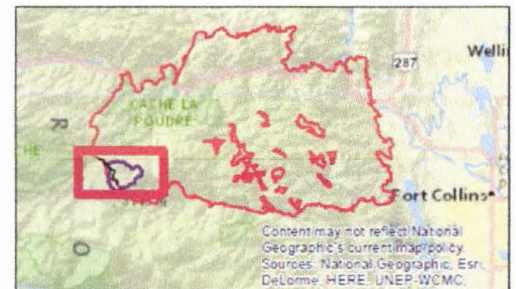 287
Welli
CACHE LA
POUDRE
R
HE
O
Fort Collins
Content may not reflect National
Geographic's current map policy.
Sources: National Geographic, Esri,
DeLorme, HERE, UNEP-WCMC,